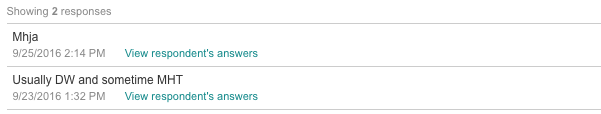 Showing 2 responses
Mhja
9/25/2016 2:14 PM View respondent's answers
Usually DW and sometime MHT
9/23/2016 1:32 PM View respondent's answers